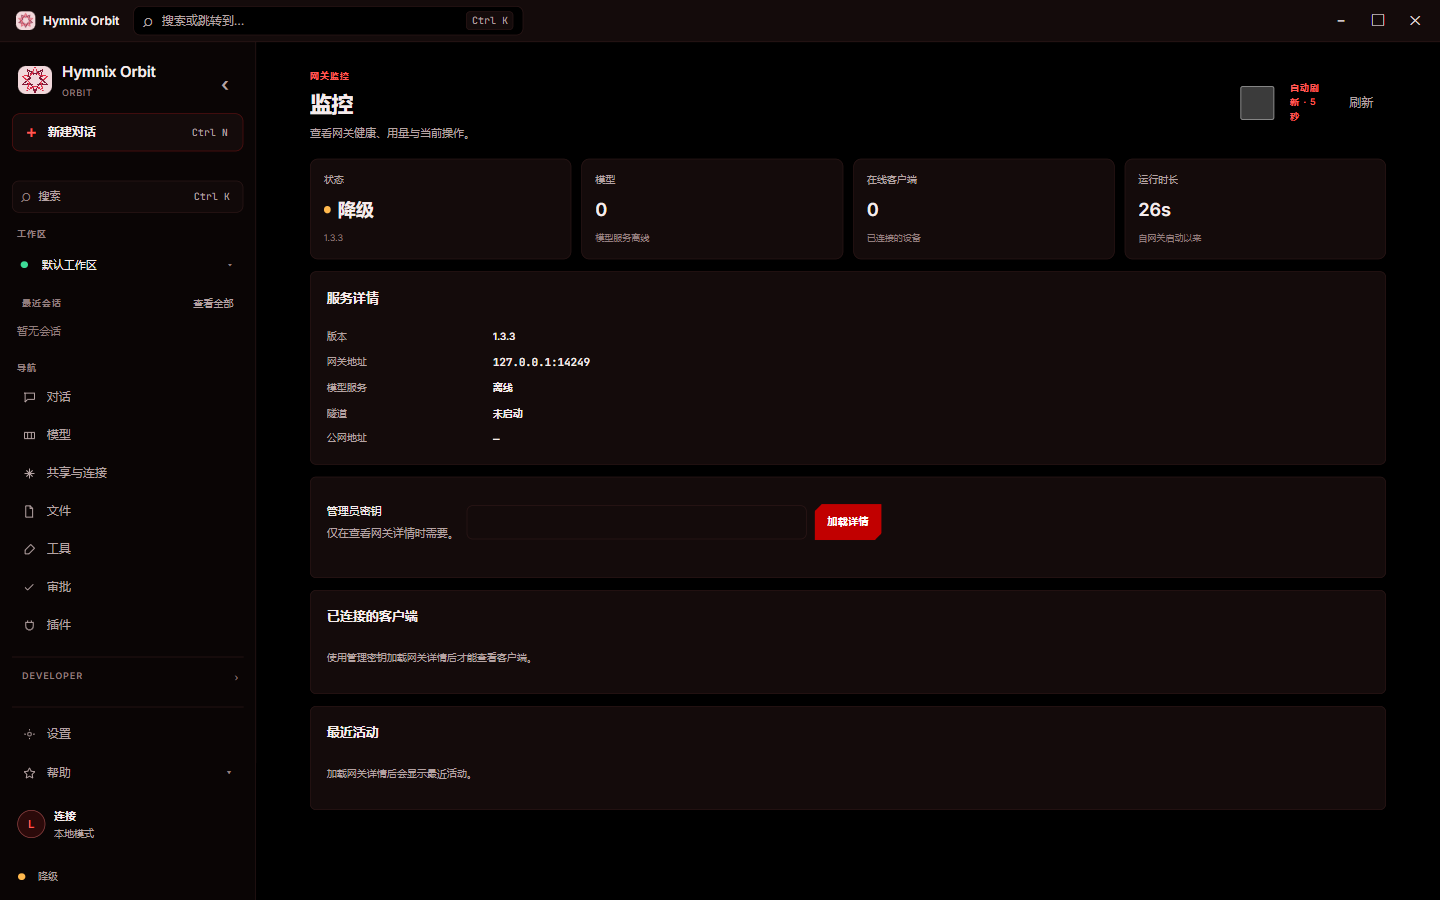 Hymnix Orbit
搜索或跳转到... Ctrl K
Hymnix Orbit
ORBIT
新建对话 Ctrl N
搜索 Ctrl K
工作区
默认工作区
最近会话 查看全部
暂无会话
导航
对话
模型
共享与连接
文件
工具
审批
插件
DEVELOPER
设置
帮助
L
连接
本地模式
降级
网关监控
监控
查看网关健康、用量与当前操作。
自动刷
新 · 5
秒
刷新
状态
降级
1.3.3
模型
0
模型服务离线
在线客户端
0
已连接的设备
运行时长
26s
自网关启动以来
服务详情
版本 1.3.3
网关地址 127.0.0.1:14249
模型服务 离线
隧道 未启动
公网地址 —
管理员密钥
仅在查看网关详情时需要。
加载详情
已连接的客户端
使用管理密钥加载网关详情后才能查看客户端。
最近活动
加载网关详情后会显示最近活动。